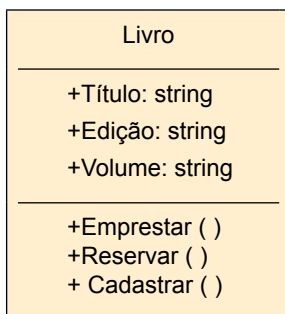 Livro
+Título: string
+Edição: string
+Volume: string
+Emprestar ( )
+Reservar ( )
+ Cadastrar ( )